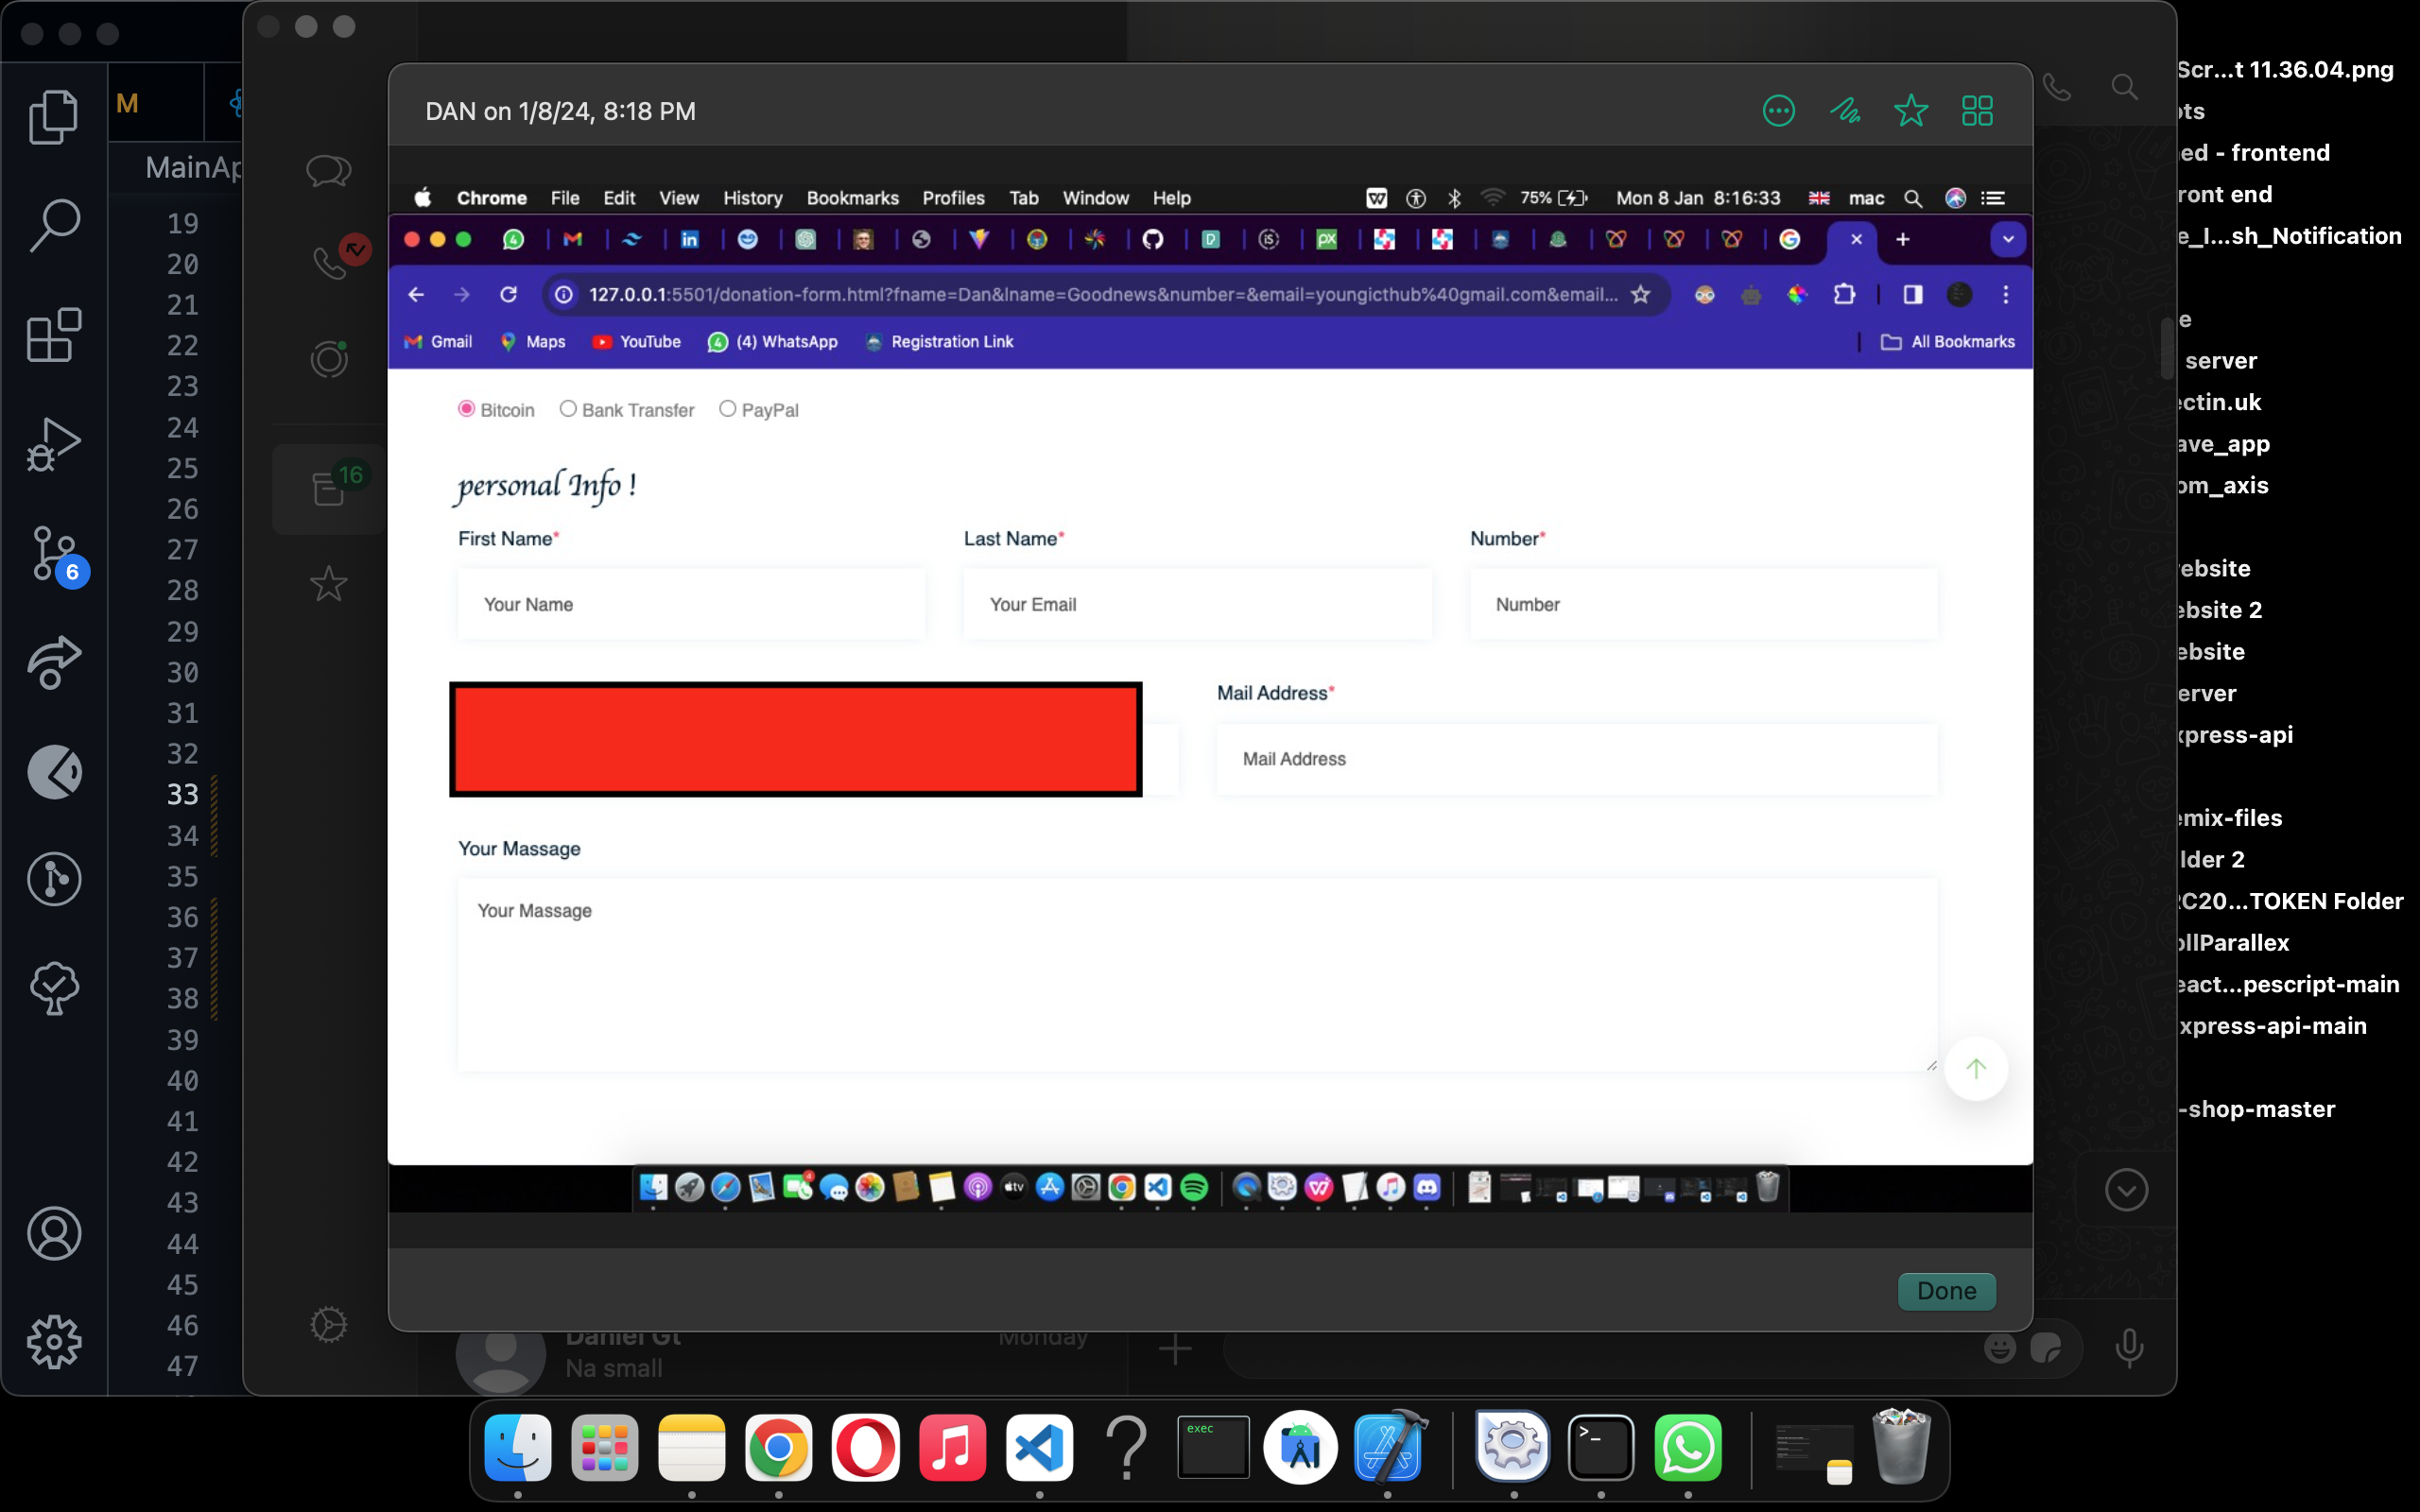 Scr...t 11.36.04.png
DAN on 1/8/24, 8:18 PM
M
ots
MainAp
ned - frontend
Chrome File Edit View History Bookmarks Profiles Tab Window Help 75% Mon 8 Jan 8:16:33 mac
ront end
e_I...sh_Notification
127.0.0.1:5501/donation-form.html?fname=Dan&lname=Goodnews&number=&email=youngicthub%40gmail.com&email...
Gmail Maps YouTube (4) WhatsApp Registration Link All Bookmarks
e
server
ectin.uk
ave_app
om_axis
ebsite
ebsite 2
ebsite
erver
xpress-api
emix-files
lder 2
C20...TOKEN Folder
ollParallex
eact...pescript-main
xpress-api-main
-shop-master
Bitcoin Bank Transfer PayPal
personal Info !
First Name* Last Name* Number*
Your Name Your Email Number
Mail Address*
Mail Address
Your Massage
Your Massage
16
6
19
20
21
22
23
24
25
26
27
28
29
30
31
32
33
34
35
36
37
38
39
40
41
42
43
44
45
46
47
Done
Daniel Gt Monday
Na small
exec